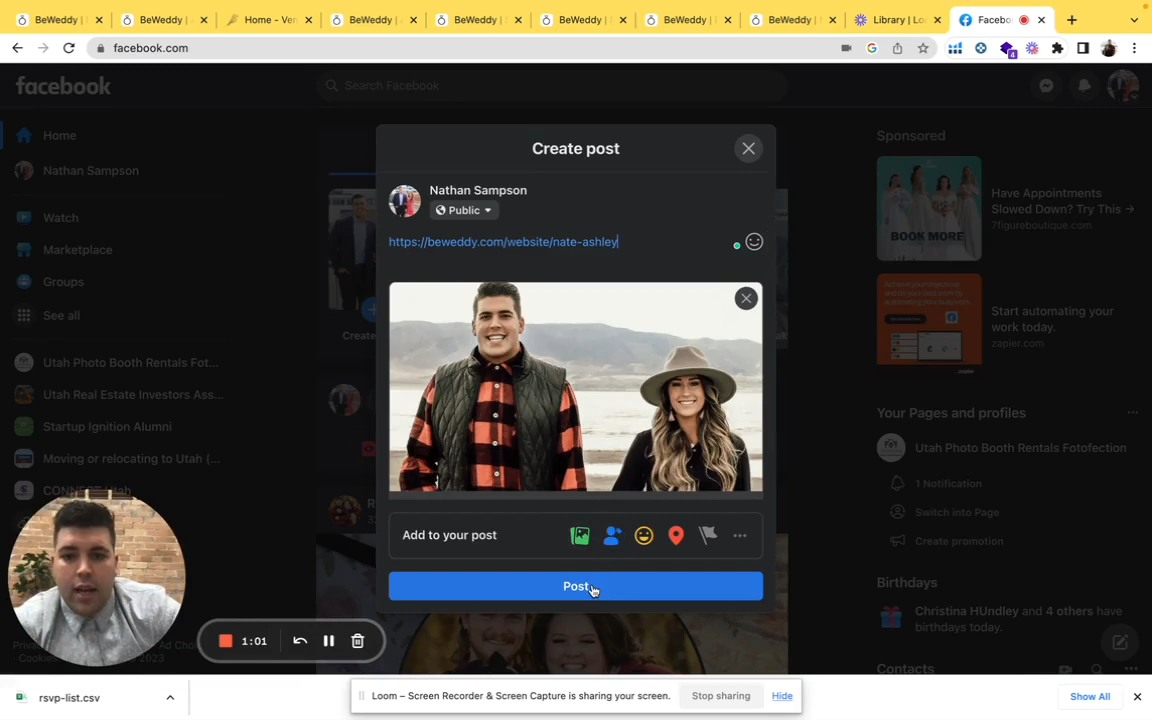 BeWeddy |
BeWeddy |
Home - Ver
BeWeddy |
BeWeddy |
BeWeddy |
BeWeddy |
BeWeddy |
Library | Lo
Facebo
facebook.com
4
facebook
Search Facebook
Home
Nathan Sampson
Watch
Marketplace
Groups
See all
Utah Photo Booth Rentals Fotof...
Utah Real Estate Investors Ass...
Startup Ignition Alumni
Moving or relocating to Utah (...
CONNECT Utah
Create
Create post
Nathan Sampson
Public
https://beweddy.com/website/nate-ashley
Add to your post
Post
Sponsored
Have Appointments
Slowed Down? Try This →
7figureboutique.com
BOOK MORE
Start automating your
work today.
zapier.com
Your Pages and profiles
Utah Photo Booth Rentals Fotofection
1 Notification
Switch into Page
Create promotion
Birthdays
Christina HUndley and 4 others have
birthdays today.
Contacts
1:01
rsvp-list.csv
Loom – Screen Recorder & Screen Capture is sharing your screen.
Stop sharing
Hide
Show All